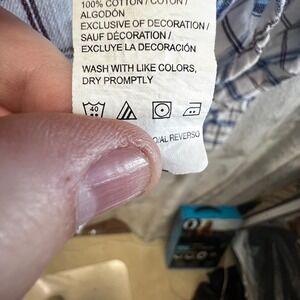 100% COTTON / COTON /
ALGODÓN
EXCLUSIVE OF DECORATION /
SAUF DÉCORATION /
EXCLUYE LA DECORACIÓN
WASH WITH LIKE COLORS,
DRY PROMPTLY
40
REVERSO